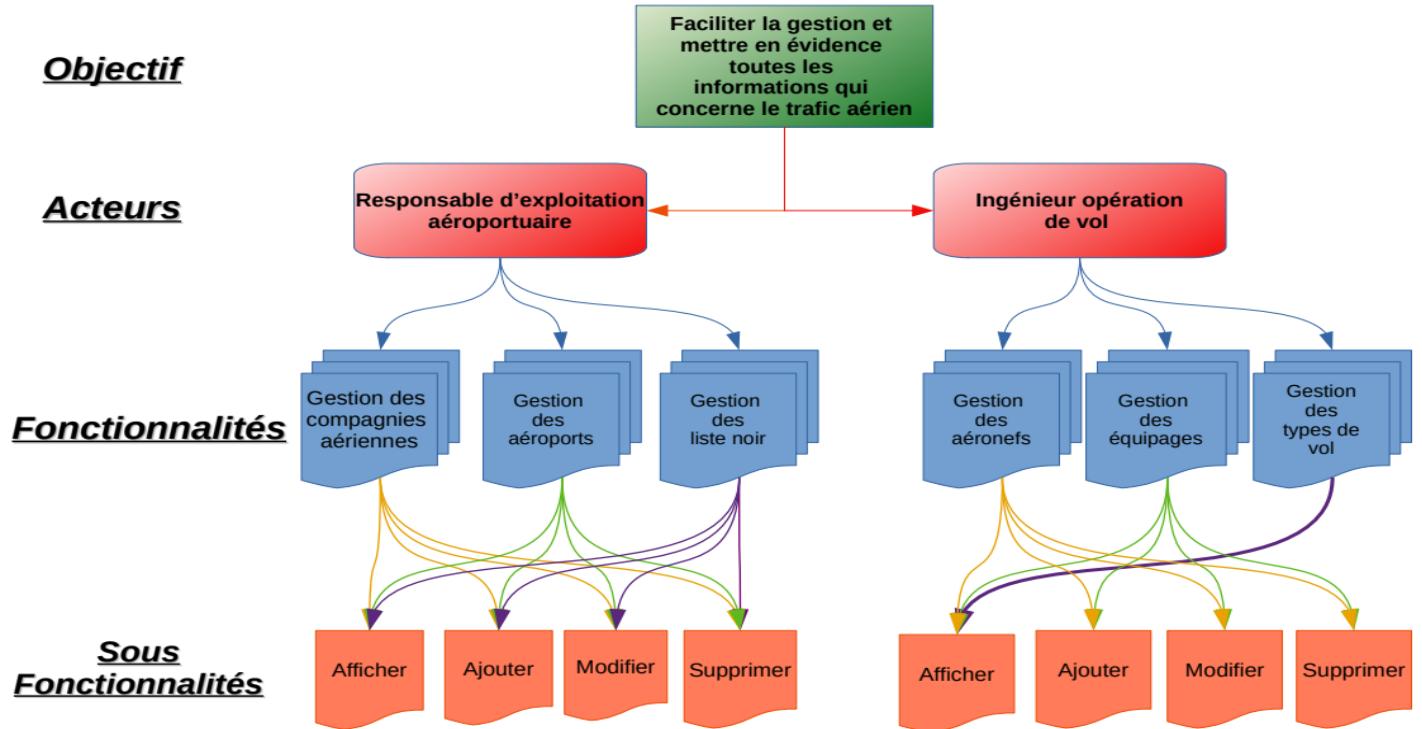 Faciliter la gestion et
mettre en évidence
toutes les
informations qui
concerne le trafic aérien
Objectif
Acteurs
Responsable d'exploitation
aéroportuaire
Ingénieur opération
de vol
Fonctionnalités
Gestion des
compagnies
aériennes
Gestion
des
aéroports
Gestion
des
liste noir
Gestion
des
aéronefs
Gestion
des
équipages
Gestion
des
types de
vol
Sous
Fonctionnalités
Afficher
Ajouter
Modifier
Supprimer
Afficher
Ajouter
Modifier
Supprimer